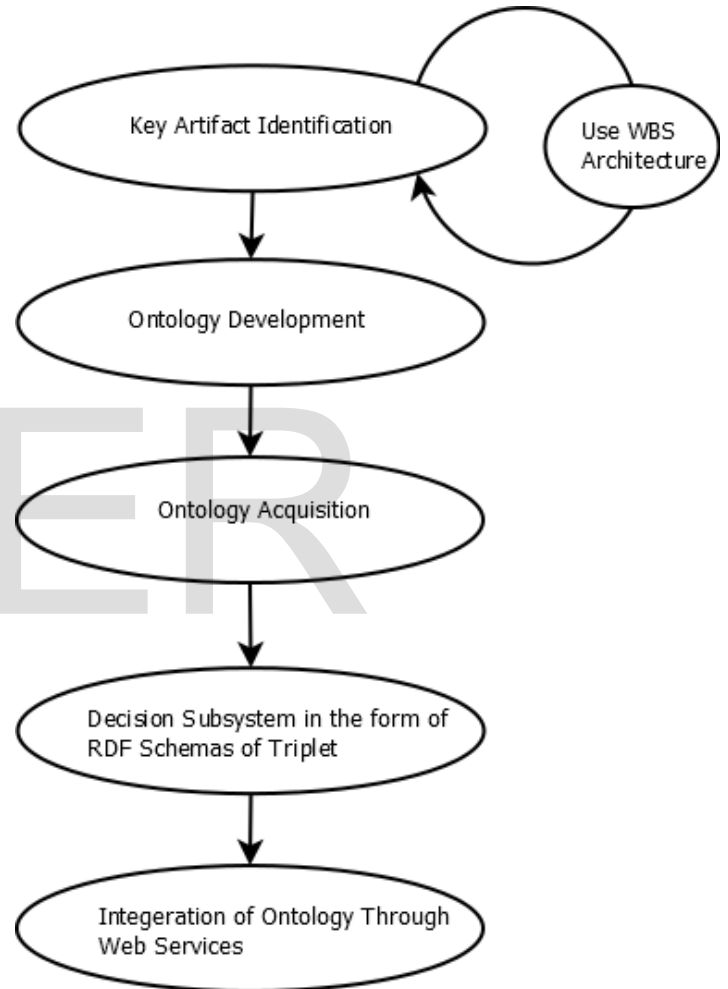 Key Artifact Identification
Use WBS
Architecture
Ontology Development
Ontology Acquisition
ER
Decision Subsystem in the form of
RDF Schemas of Triplet
Integeration of Ontology Through
Web Services